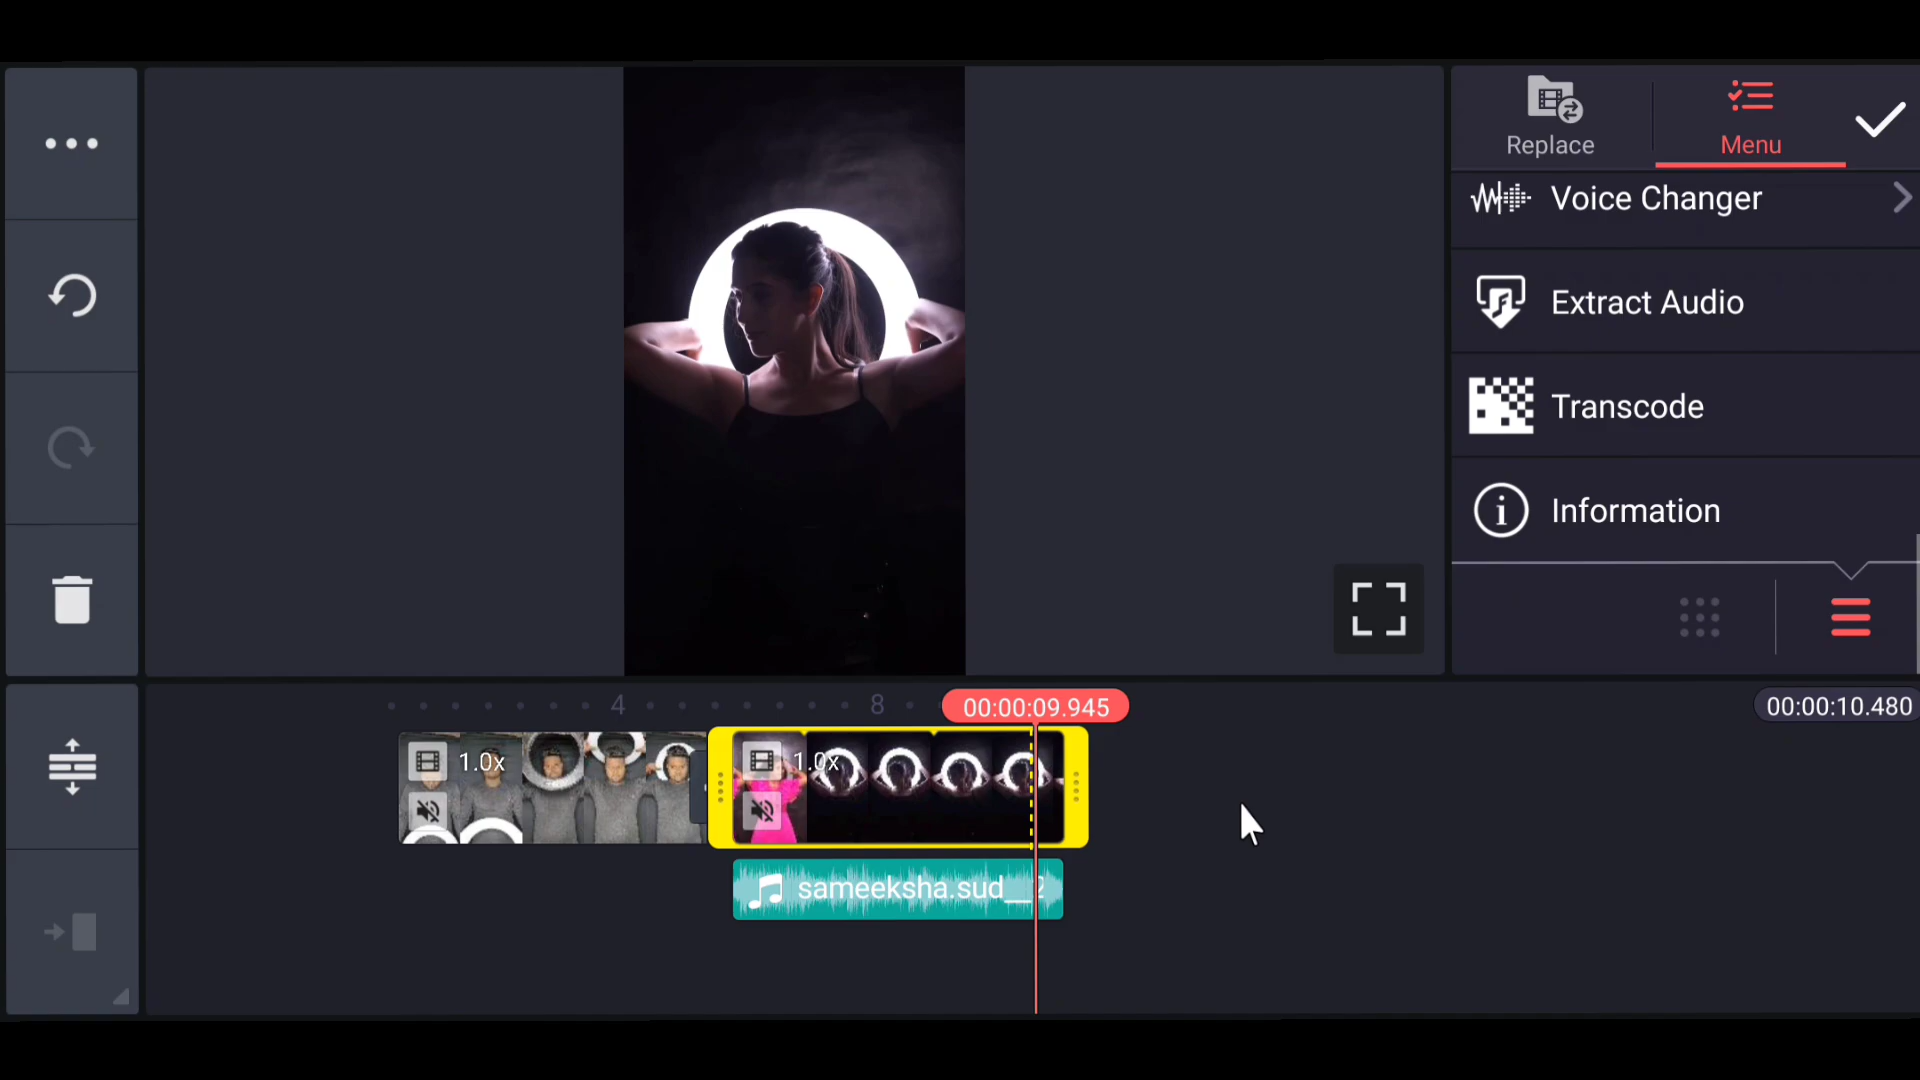 Replace
Menu
Voice Changer
Extract Audio
Transcode
Information
4
8
00:00:09.945
00:00:10.480
1.0x
1.0x
sameeksha.sud__2